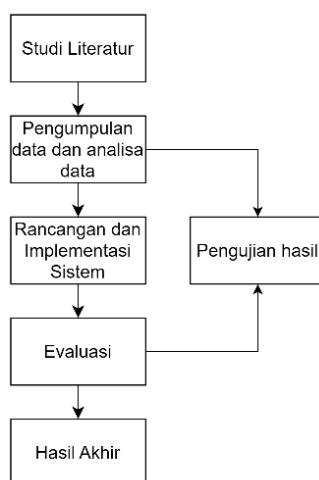 Studi Literatur
Pengumpulan
data dan analisa
data
Rancangan dan
Implementasi
Sistem
Pengujian hasil
Evaluasi
Hasil Akhir